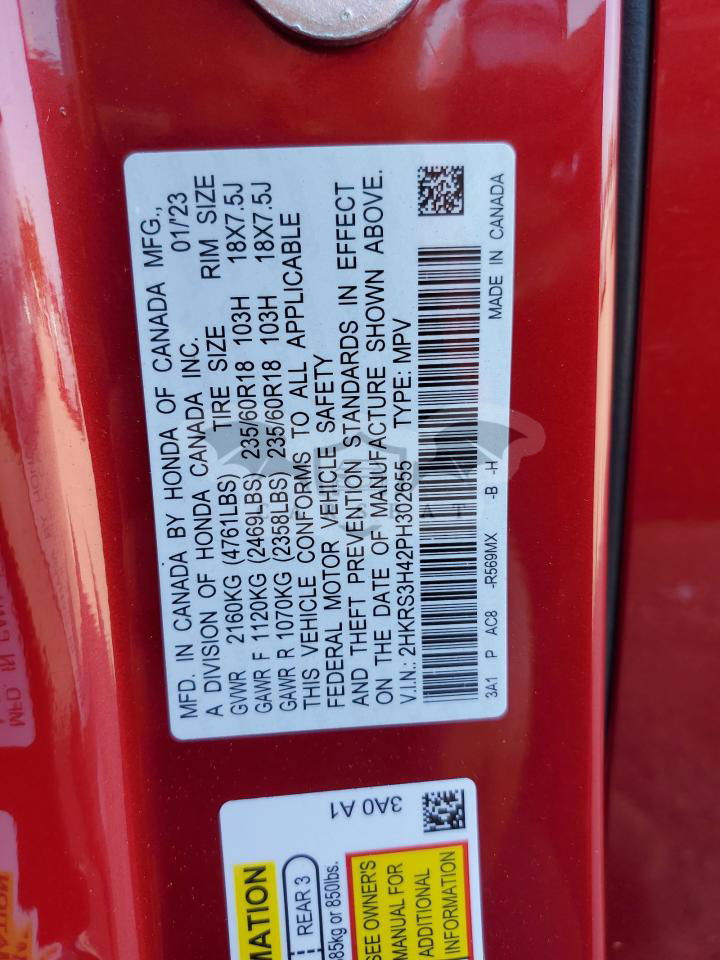 MFD. IN CANADA BY HONDA OF CANADA MFG.,
A DIVISION OF HONDA CANADA INC. 01/'23
GVWR 2160KG (4761LBS) TIRE SIZE RIM SIZE
GAWR F 1120KG (2469LBS) 235/60R18 103H 18X7.5J
GAWR R 1070KG (2358LBS) 235/60R18 103H 18X7.5J
THIS VEHICLE CONFORMS TO ALL APPLICABLE
FEDERAL MOTOR VEHICLE SAFETY
AND THEFT PREVENTION STANDARDS IN EFFECT
ON THE DATE OF MANUFACTURE SHOWN ABOVE.
V.I.N.: 2HKRS3H42PH302655 TYPE: MPV
3A1 P AC8 -R569MX -B -H MADE IN CANADA
3A0 A1
MATION
REAR 3
385kg or 850lbs.
SEE OWNER'S
MANUAL FOR
ADDITIONAL
INFORMATION